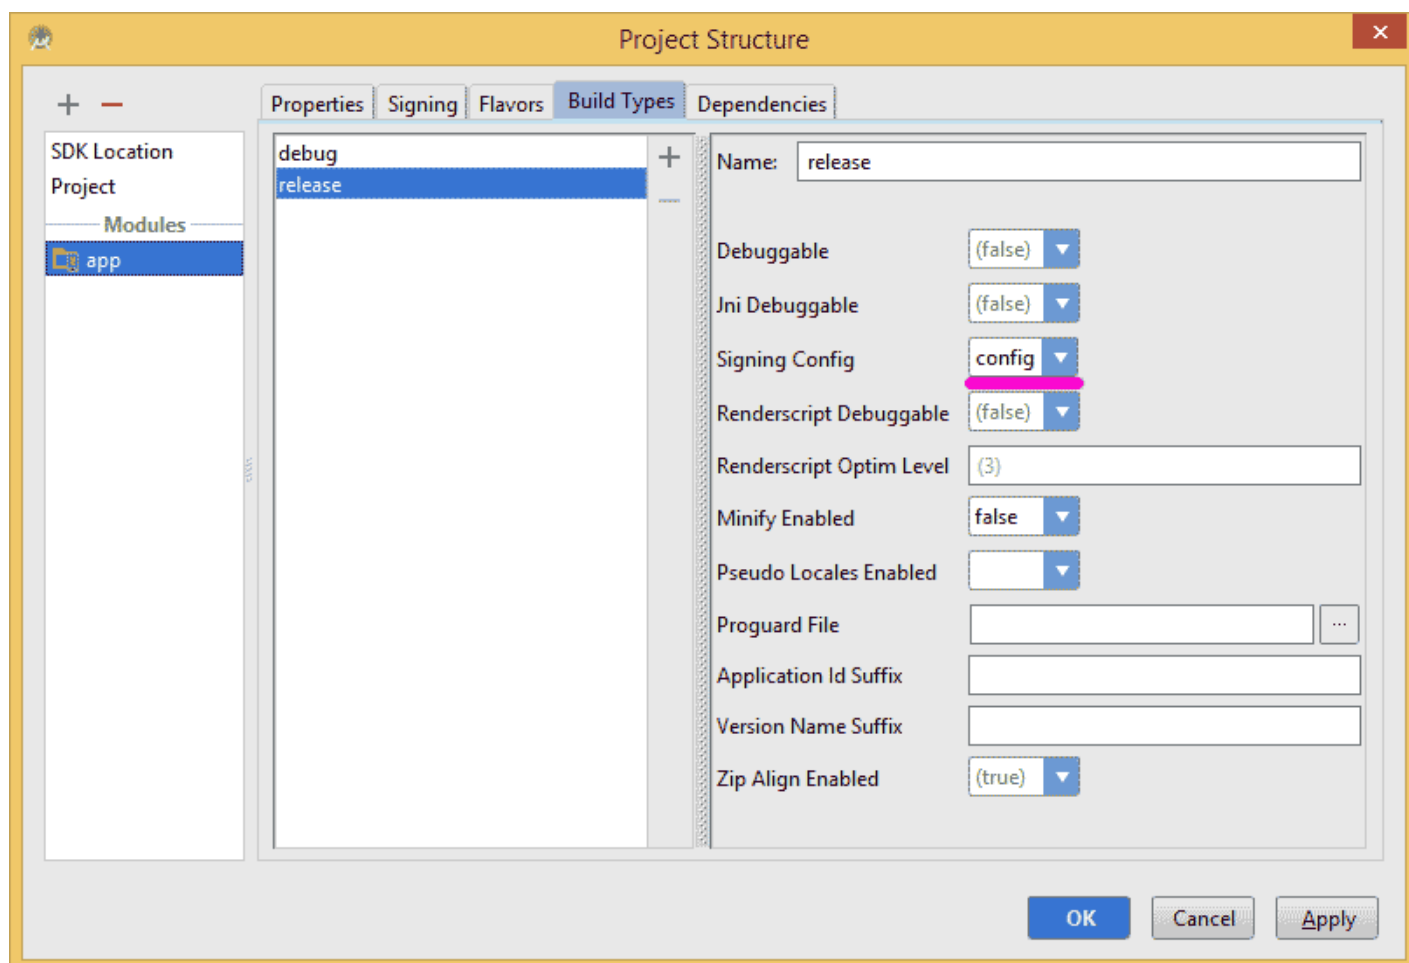 Project Structure
Properties Signing Flavors Build Types Dependencies
SDK Location
Project
Modules
app
debug
release
Name: release
Debuggable (false)
Jni Debuggable (false)
Signing Config config
Renderscript Debuggable (false)
Renderscript Optim Level (3)
Minify Enabled false
Pseudo Locales Enabled
Proguard File ...
Application Id Suffix
Version Name Suffix
Zip Align Enabled (true)
OK Cancel Apply